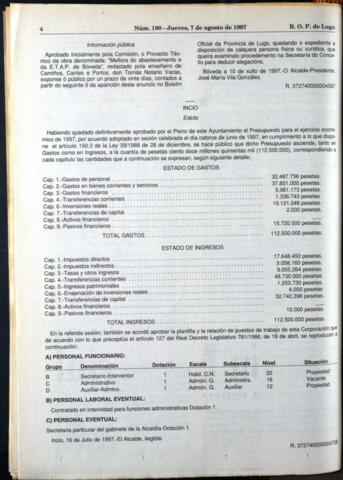 4
Núm. 180 - Jueves, 7 de agosto de 1997
B. O. P. de Lugo
Información pública
Aprobado inicialmente pola Comisión, o Proxecto Téc-
nico da obra denominada: "Mellora do abastecemento e
da E.T.A.P. de Bóveda", redactado pola enxeñeiro de
Camiños, Canles e Portos, don Tomás Notario Vacas,
exponse ó público por un prazo de vinte días, contados a
partir do seguinte ó da aparición deste anuncio no Boletín
Oficial da Provincia de Lugo, quedando o expediente a
disposición de calquera persoa física ou xurídica, que
queira examinalo procedemento na Secretaría do Conce-
llo para deducir alegacións.
Bóveda a 10 de xullo de 1997.-O Alcalde-Presidente,
José María Vila González.
R. 3727400000004587
INCIO
Edicto
Habiendo quedado definitivamente aprobado por el Pleno de este Ayuntamiento el Presupuesto para el ejercicio econó-
mico de 1997, por acuerdo adoptado en sesión celebrada el día catorce de junio de 1997, en cumplimiento a lo que dispo-
ne el artículo 150.3 de la Ley 39/1988 de 28 de diciembre, se hace público que dicho Presupuesto asciende, tanto en
Gastos como en Ingresos, a la cuantía de pesetas ciento doce millones quinientas mil (112.500.000), correspondiendo a
cada capítulo las cantidades que a continuación se expresan, según siguiente detalle:
ESTADO DE GASTOS
Cap. 1.-Gastos de personal 32.487.736 pesetas.
Cap. 2.-Gastos en bienes corrientes y servicios 37.851.000 pesetas.
Cap. 3.-Gastos financieros 5.981.173 pesetas.
Cap. 4.-Transferencias corrientes 1.336.743 pesetas.
Cap. 6.-Inversiones reales 19.121.348 pesetas.
Cap. 7.-Transferencias de capital 2.000 pesetas.
Cap. 8.-Activos financieros
Cap. 9.-Pasivos financieros 15.720.000 pesetas.
TOTAL GASTOS 112.500.000 pesetas.
ESTADO DE INGRESOS
Cap. 1.-Impuestos directos 17.648.450 pesetas.
Cap. 2.-Impuestos indirectos 3.058.160 pesetas.
Cap. 3.-Tasas y otros ingresos 9.055.264 pesetas.
Cap. 4.-Transferencias corrientes 48.730.000 pesetas.
Cap. 5.-Ingresos patrimoniales 1.253.730 pesetas.
Cap. 6.-Enajenación de inversiones reales 4.000 pesetas.
Cap. 7.-Transferencias de capital 32.740.396 pesetas.
Cap. 8.-Activos financieros
Cap. 9.-Pasivos financieros 10.000 pesetas.
TOTAL INGRESOS 112.500.000 pesetas.
En la referida sesión, también se acordó aprobar la plantilla y la relación de puestos de trabajo de esta Corporación que
de acuerdo con lo que preceptúa el artículo 127 del Real Decreto Legislativo 781/1986, de 18 de abril, se reproducen a
continuación:
A) PERSONAL FUNCIONARIO:
Grupo Denominación Dotación Escala Subescala Nivel Situación
B Secretario-Interventor 1 Habil. C.N. Secretario 22 Propiedad
C Administrativo 1 Admón. G. Administra. 16 Vacante
D Auxiliar Admtvo. 1 Admón. G. Auxiliar 12 Propiedad
B) PERSONAL LABORAL EVENTUAL:
Contratado en interinidad para funciones administrativas Dotación 1.
C) PERSONAL EVENTUAL:
Secretaria particular del gabinete de la Alcaldía-Dotación 1.
Incio, 16 de Julio de 1997.-El Alcalde, ilegible.
R. 3727400000004728